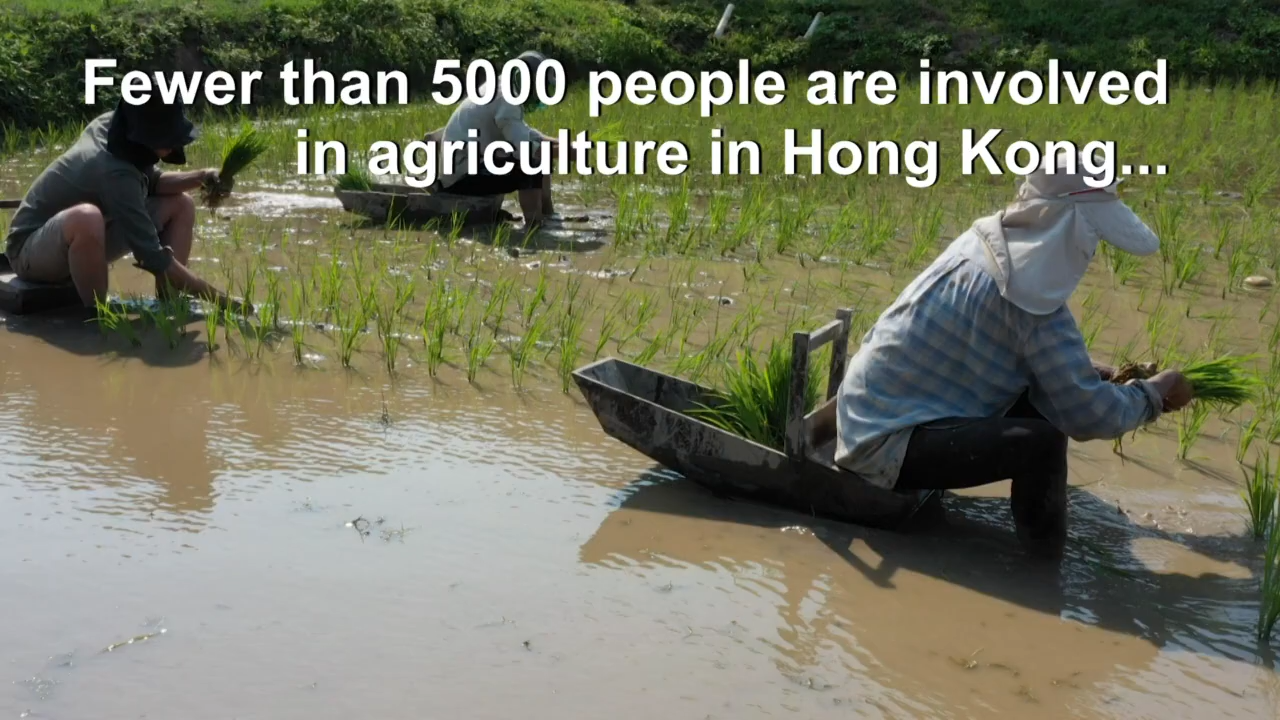 Fewer than 5000 people are involved
in agriculture in Hong Kong...